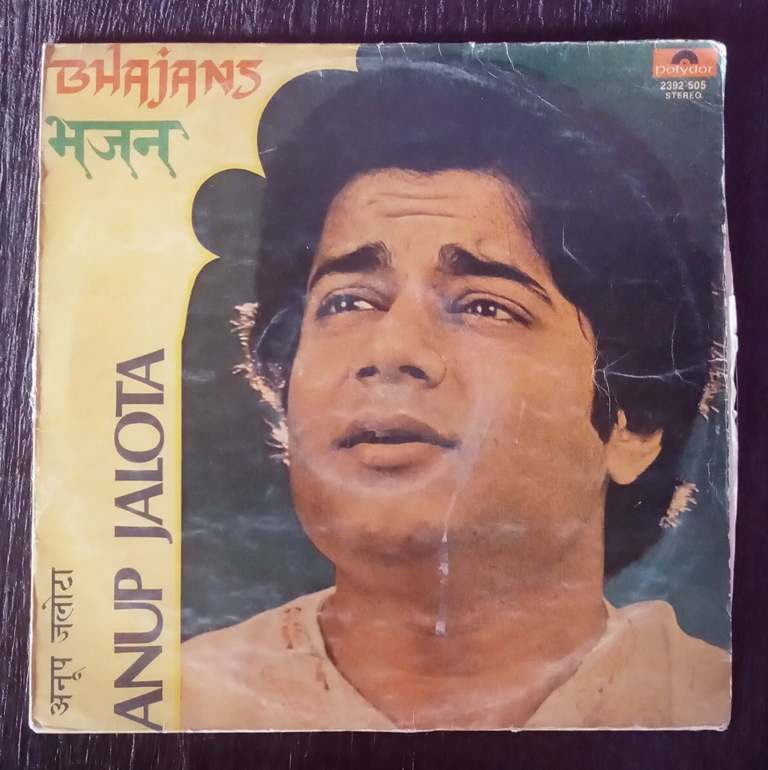 BHAJANS
भजन
polydor
2392 505
STEREO
ANUP JALOTA
अनूप जलोटा